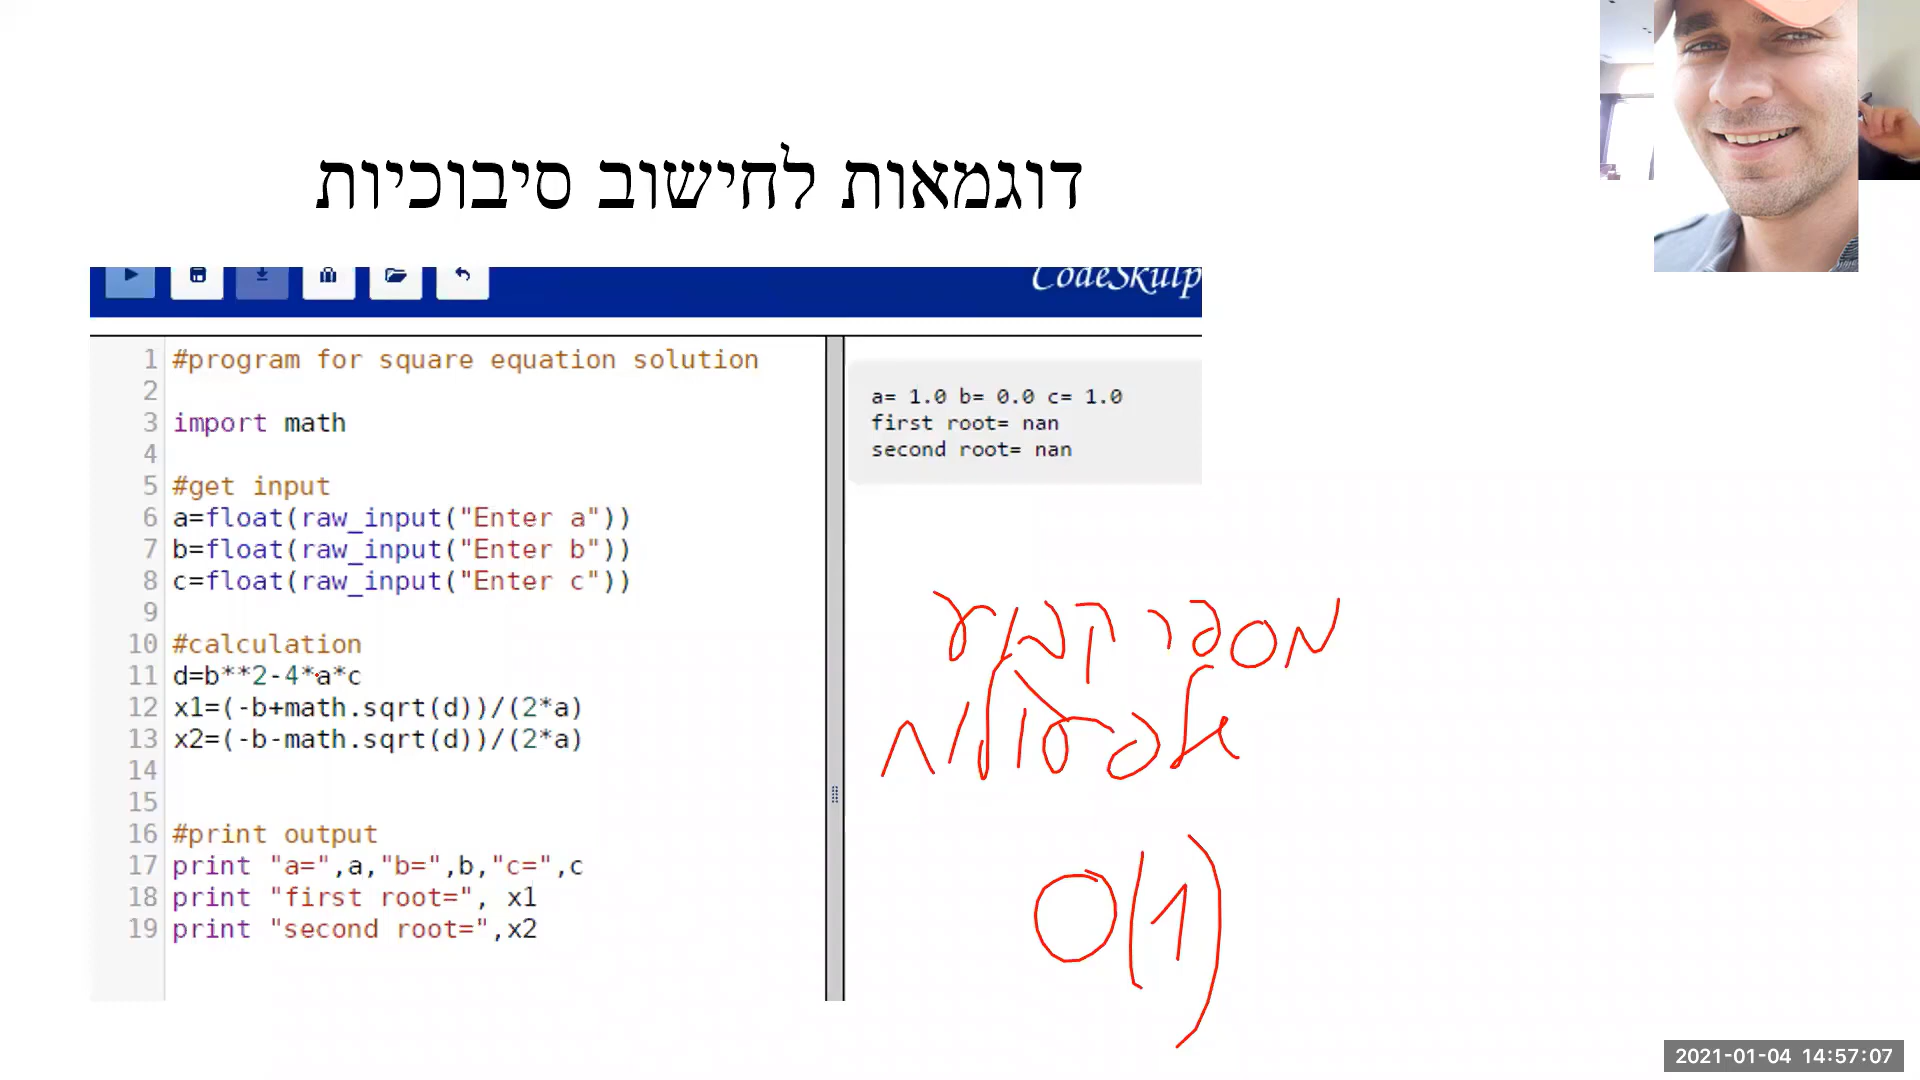 דוגמאות לחישוב סיבוכיות
CodeSkulp
1 #program for square equation solution
2
3 import math
4
5 #get input
6 a=float(raw_input("Enter a"))
7 b=float(raw_input("Enter b"))
8 c=float(raw_input("Enter c"))
9
10 #calculation
11 d=b**2-4*a*c
12 x1=(-b+math.sqrt(d))/(2*a)
13 x2=(-b-math.sqrt(d))/(2*a)
14
15
16 #print output
17 print "a=",a,"b=",b,"c=",c
18 print "first root=", x1
19 print "second root=",x2
a= 1.0 b= 0.0 c= 1.0
first root= nan
second root= nan
מספר קבוע
O(1)
2021-01-04 14:57:07